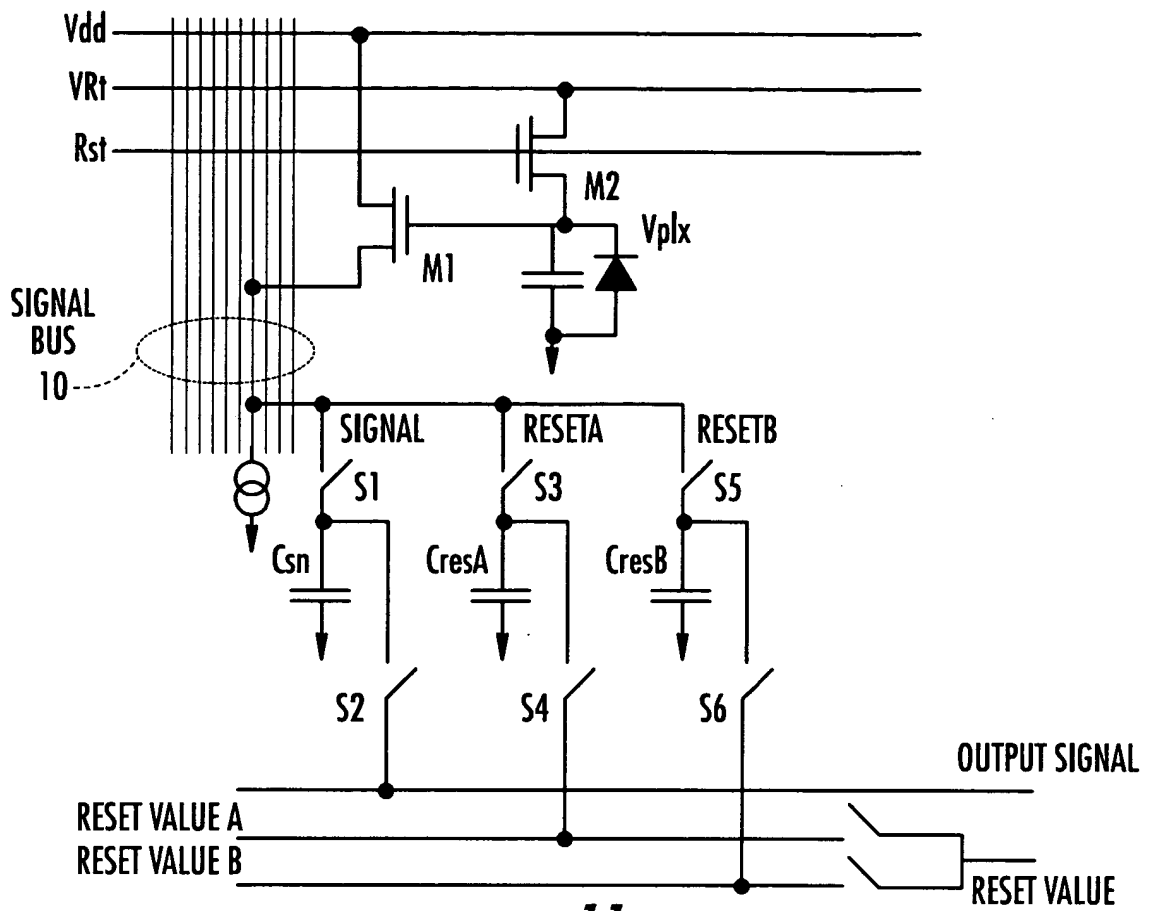 Vdd
VRt
Rst
M2
Vplx
M1
SIGNAL
BUS
10
SIGNAL
RESETA
RESETB
S1
S3
S5
Csn
CresA
CresB
S2
S4
S6
OUTPUT SIGNAL
RESET VALUE A
RESET VALUE B
RESET VALUE